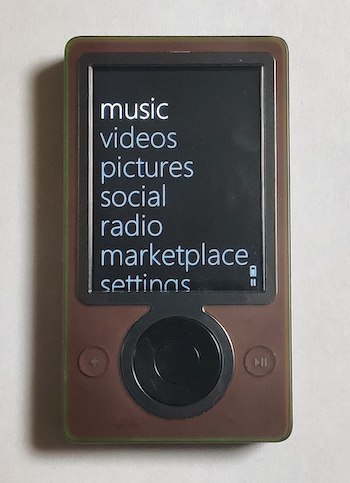 music
videos
pictures
social
radio
marketplace
settings